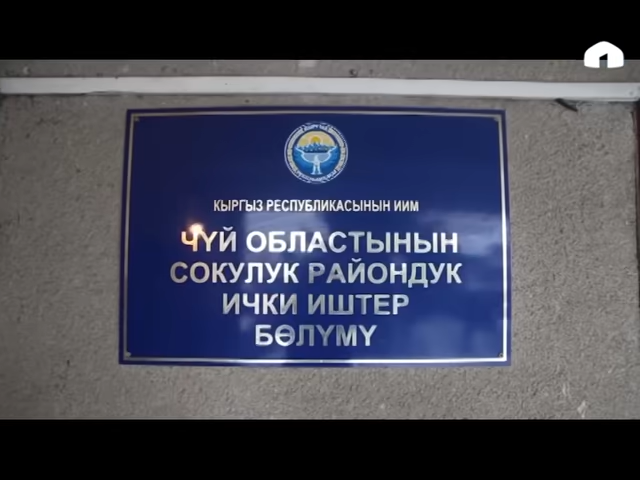 КЫРГЫЗ РЕСПУБЛИКАСЫНЫН ИИМ
ЧҮЙ ОБЛАСТЫНЫН
СОКУЛУК РАЙОНДУК
ИЧКИ ИШТЕР
БӨЛҮМҮ